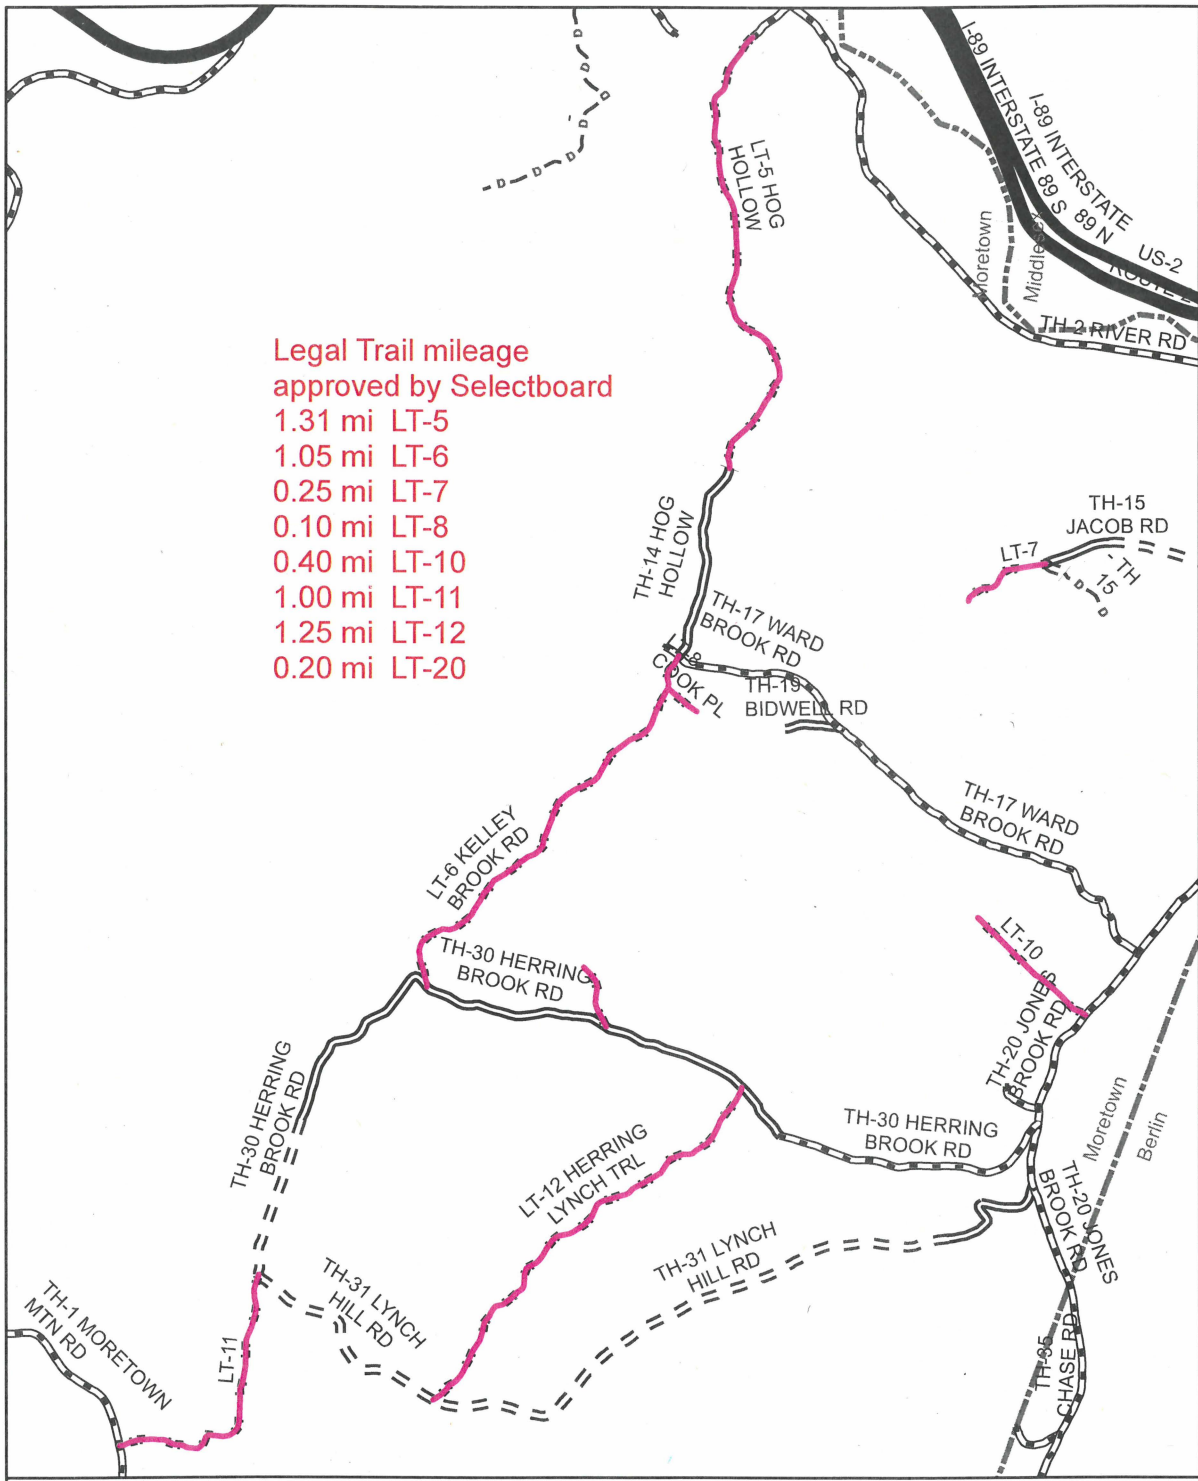 I-89 INTERSTATE
I-89 INTERSTATE 89 S
89 N
US-2
LT-5 HOG
HOLLOW
Moretown
Middlesex
TH-2 RIVER RD
Legal Trail mileage
approved by Selectboard
1.31 mi LT-5
1.05 mi LT-6
0.25 mi LT-7
0.10 mi LT-8
0.40 mi LT-10
1.00 mi LT-11
1.25 mi LT-12
0.20 mi LT-20
TH-14 HOG
HOLLOW
TH-15
JACOB RD
LT-7
- TH
15
D
D
D
D
D
D
D
D
D
TH-17 WARD
BROOK RD
LT-8
COOK PL
TH-19
BIDWELL RD
TH-17 WARD
BROOK RD
LT-6 KELLEY
BROOK RD
LT-10
TH-30 HERRING
BROOK RD
TH-20 JONES
BROOK RD
TH-30 HERRING
BROOK RD
TH-30 HERRING
BROOK RD
Moretown
Berlin
LT-12 HERRING
LYNCH TRL
TH-20 JONES
BROOK RD
TH-31 LYNCH
HILL RD
TH-31 LYNCH
HILL RD
TH-1 MORETOWN
MTN RD
LT-11
TH-35
CHASE RD